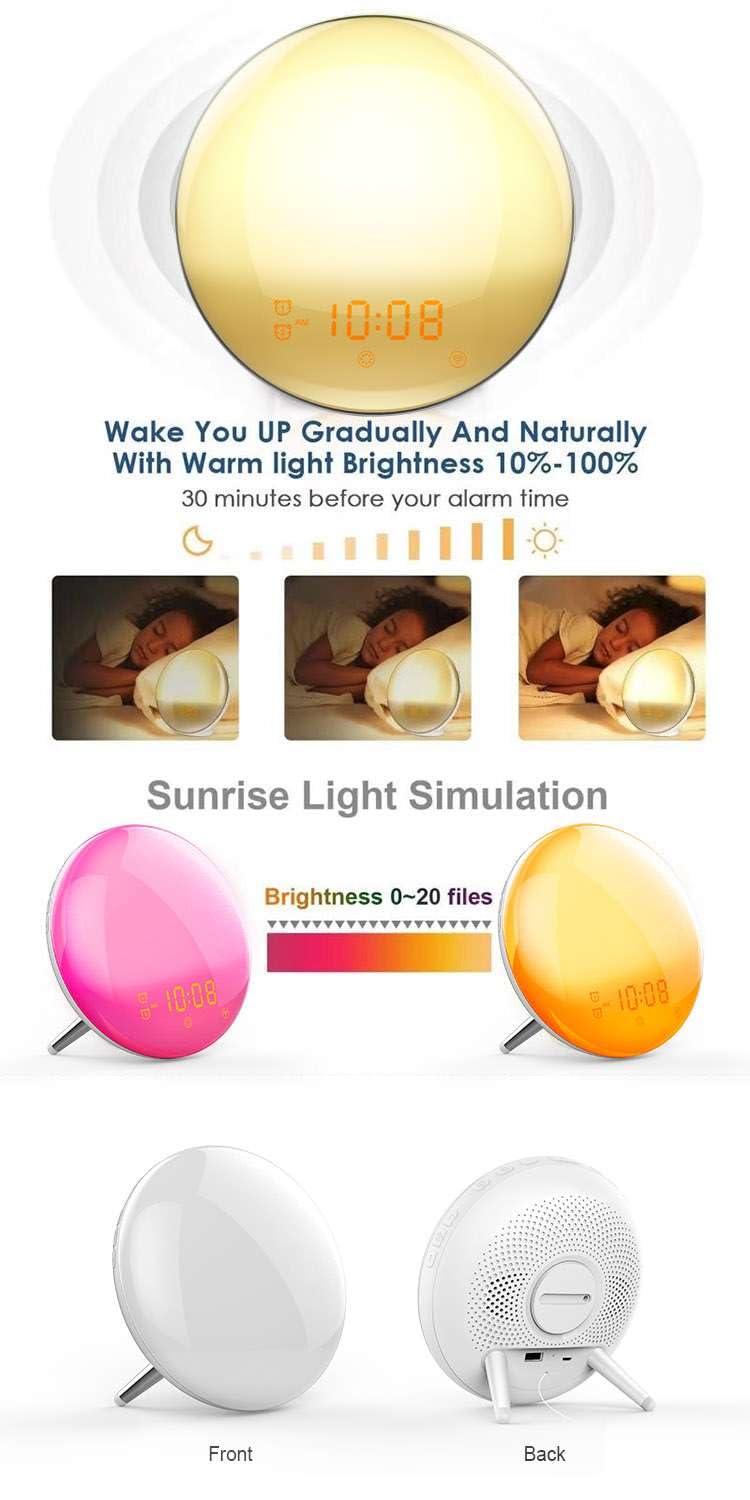 AM 10:08
Wake You UP Gradually And Naturally
With Warm light Brightness 10%-100%
30 minutes before your alarm time
Sunrise Light Simulation
Brightness 0~20 files
10:08
10:08
Front
Back